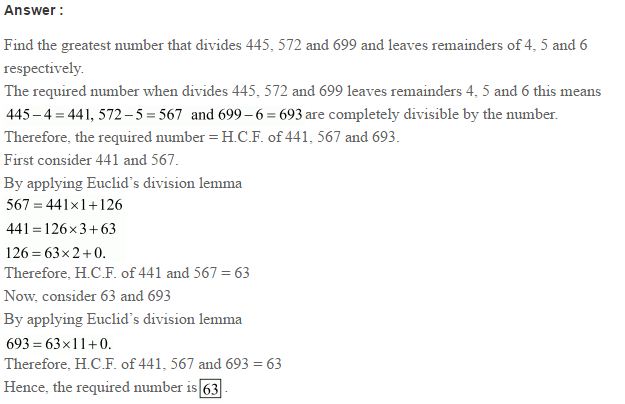 Answer :
Find the greatest number that divides 445, 572 and 699 and leaves remainders of 4, 5 and 6
respectively.
The required number when divides 445, 572 and 699 leaves remainders 4, 5 and 6 this means
445 – 4 = 441, 572 – 5 = 567 and 699 – 6 = 693 are completely divisible by the number.
Therefore, the required number = H.C.F. of 441, 567 and 693.
First consider 441 and 567.
By applying Euclid’s division lemma
567 = 441×1+126
441 = 126×3+63
126 = 63×2+0.
Therefore, H.C.F. of 441 and 567 = 63
Now, consider 63 and 693
By applying Euclid’s division lemma
693 = 63×11+0.
Therefore, H.C.F. of 441, 567 and 693 = 63
Hence, the required number is 63 .